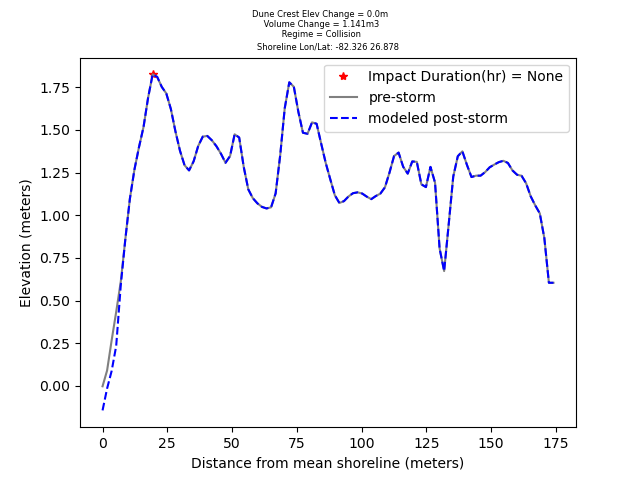 Dune Crest Elev Change = 0.0m
Volume Change = 1.141m3
Regime = Collision
Shoreline Lon/Lat: -82.326 26.878
Impact Duration(hr) = None
pre-storm
modeled post-storm
Elevation (meters)
1.75
1.50
1.25
1.00
0.75
0.50
0.25
0.00
0 25 50 75 100 125 150 175
Distance from mean shoreline (meters)